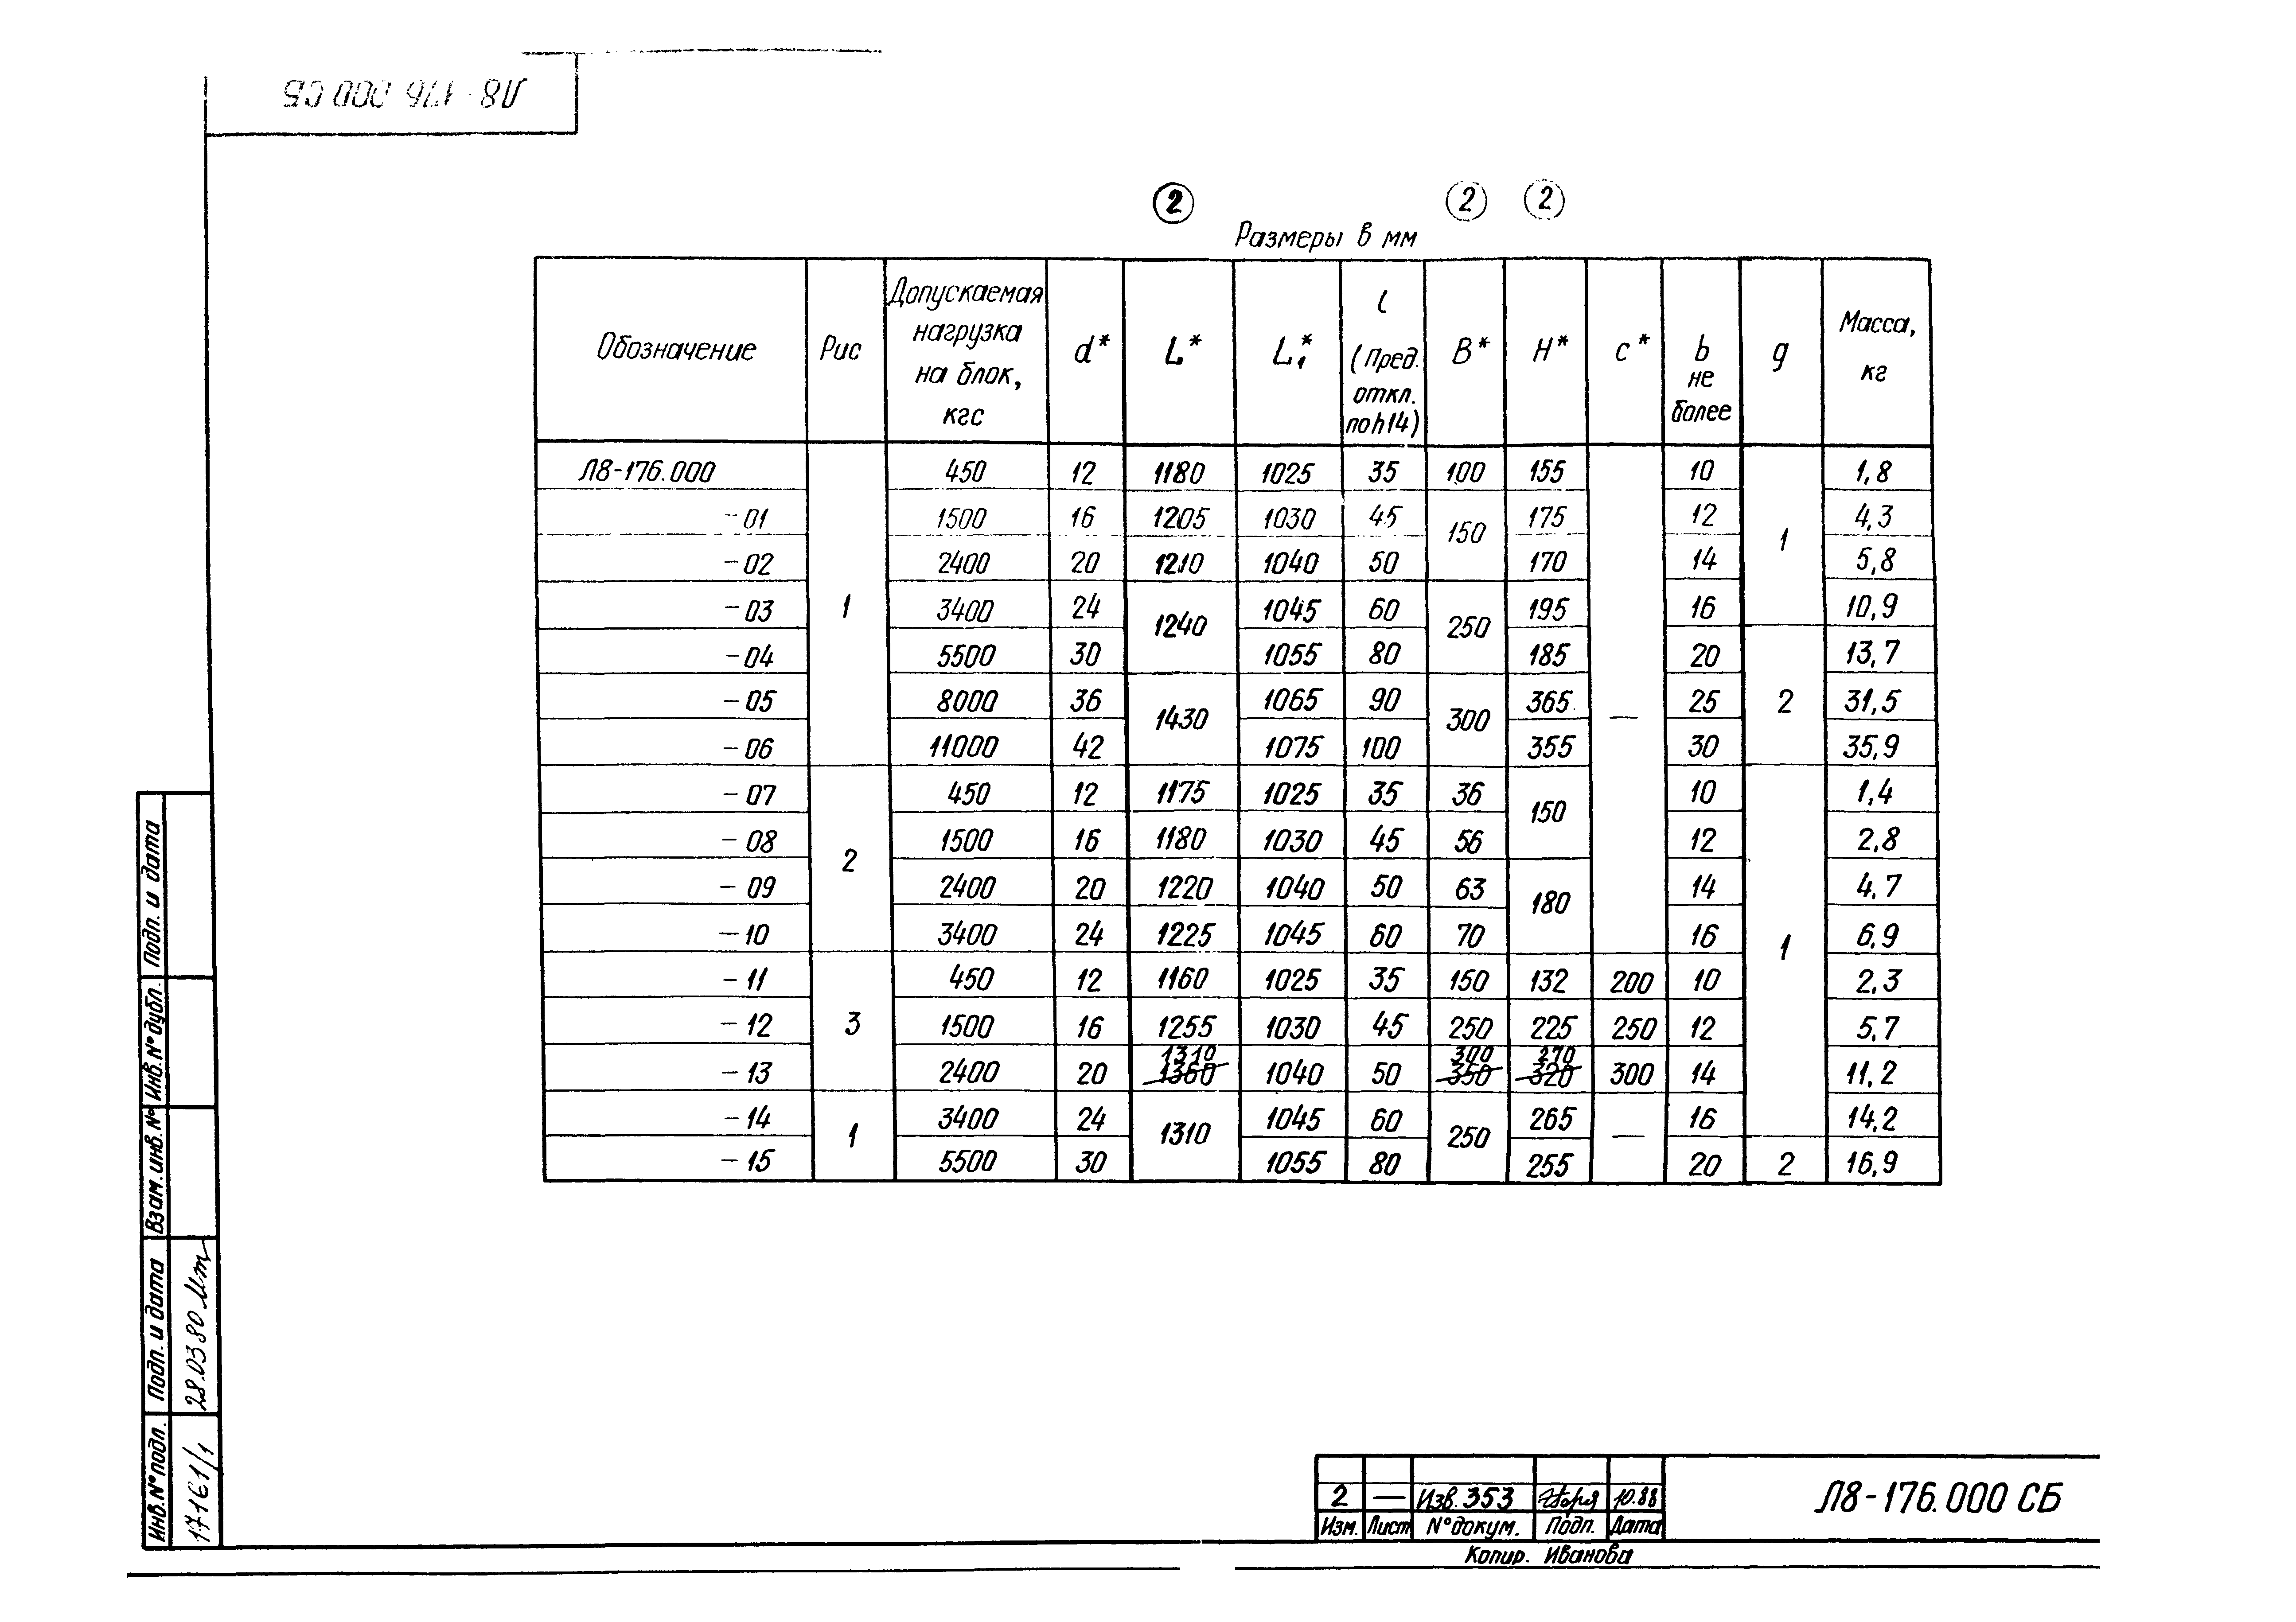 Л8-176.000 СБ
2 2 2
Размеры в мм
Обозначение Рис Допускаемая нагрузка на блок, кгс d* L* L₁* l (Пред. откл. по h14) B* H* c* b не более g Масса, кг
Л8-176.000 1 450 12 1180 1025 35 100 155 — 10 1 1,8
-01 1500 16 1205 1030 45 150 175 12 4,3
-02 2400 20 1210 1040 50 170 14 5,8
-03 3400 24 1240 1045 60 250 195 16 10,9
-04 5500 30 1055 80 185 20 2 13,7
-05 8000 36 1430 1065 90 300 365 25 31,5
-06 11000 42 1075 100 355 30 35,9
-07 2 450 12 1175 1025 35 36 150 10 1 1,4
-08 1500 16 1180 1030 45 56 12 2,8
-09 2400 20 1220 1040 50 63 180 14 4,7
-10 3400 24 1225 1045 60 70 16 6,9
-11 3 450 12 1160 1025 35 150 132 200 10 2,3
-12 1500 16 1255 1030 45 250 225 250 12 5,7
1310 300 270
-13 2400 20 1360 1040 50 350 320 300 14 11,2
-14 1 3400 24 1310 1045 60 250 265 — 16 14,2
-15 5500 30 1055 80 255 20 2 16,9
Подп. и дата
Инв. № дубл.
Взам. инв. №
Подп. и дата 28.03.80
Инв. № подл. 17161/1
2 — Изв. 353 10.88
Изм. Лист № докум. Подп. Дата
Л8-176.000 СБ
Копир. Иванова